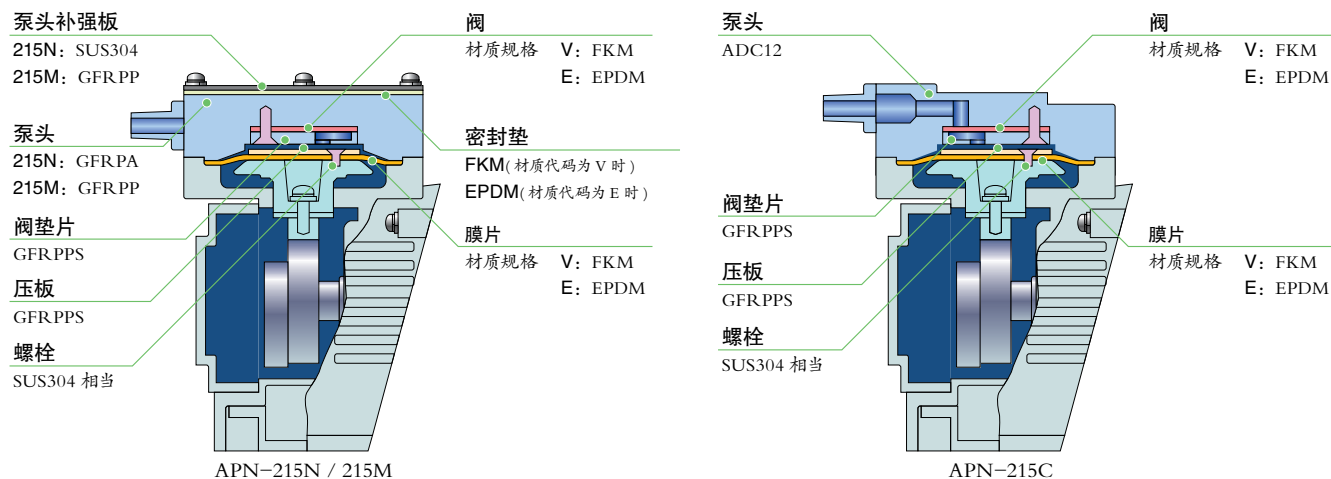 泵头补强板
215N：SUS304
215M：GFRPP
泵头
215N：GFRPA
215M：GFRPP
阀垫片
GFRPPS
压板
GFRPPS
螺栓
SUS304 相当
阀
材质规格 V：FKM
E：EPDM
密封垫
FKM(材质代码为 V 时)
EPDM(材质代码为 E 时)
膜片
材质规格 V：FKM
E：EPDM
APN-215N / 215M
泵头
ADC12
阀垫片
GFRPPS
压板
GFRPPS
螺栓
SUS304 相当
阀
材质规格 V：FKM
E：EPDM
膜片
材质规格 V：FKM
E：EPDM
APN-215C